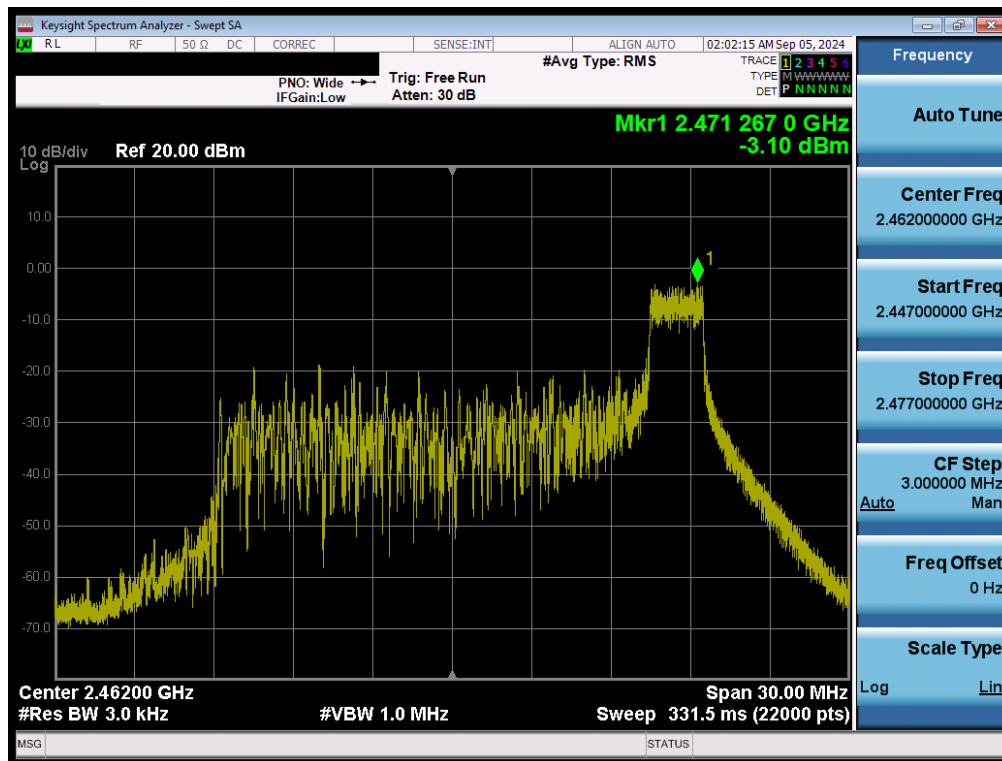 Keysight Spectrum Analyzer - Swept SA
LXI RL RF 50 Ω DC CORREC SENSE:INT ALIGN AUTO 02:02:15 AM Sep 05, 2024
PNO: Wide
IFGain:Low
Trig: Free Run
Atten: 30 dB
#Avg Type: RMS
TRACE 1 2 3 4 5 6
TYPE M WWWWW
DET P N N N N N
Mkr1 2.471 267 0 GHz
-3.10 dBm
10 dB/div
Log
Ref 20.00 dBm
1
10.0
0.00
-10.0
-20.0
-30.0
-40.0
-50.0
-60.0
-70.0
Center 2.46200 GHz
Span 30.00 MHz
#Res BW 3.0 kHz
#VBW 1.0 MHz
Sweep 331.5 ms (22000 pts)
MSG
STATUS
Frequency
Auto Tune
Center Freq
2.462000000 GHz
Start Freq
2.447000000 GHz
Stop Freq
2.477000000 GHz
CF Step
3.000000 MHz
Auto Man
Freq Offset
0 Hz
Scale Type
Log Lin